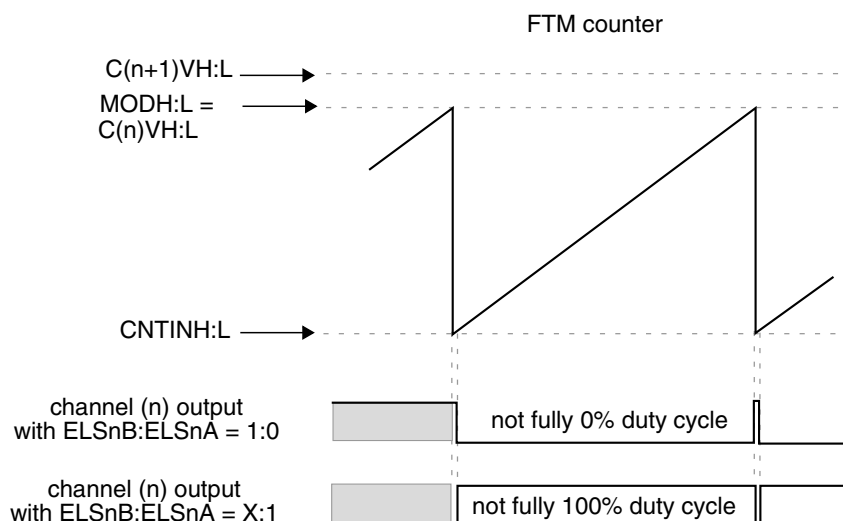 FTM counter
C(n+1)VH:L
MODH:L =
C(n)VH:L
CNTINH:L
channel (n) output
with ELSnB:ELSnA = 1:0
not fully 0% duty cycle
channel (n) output
with ELSnB:ELSnA = X:1
not fully 100% duty cycle